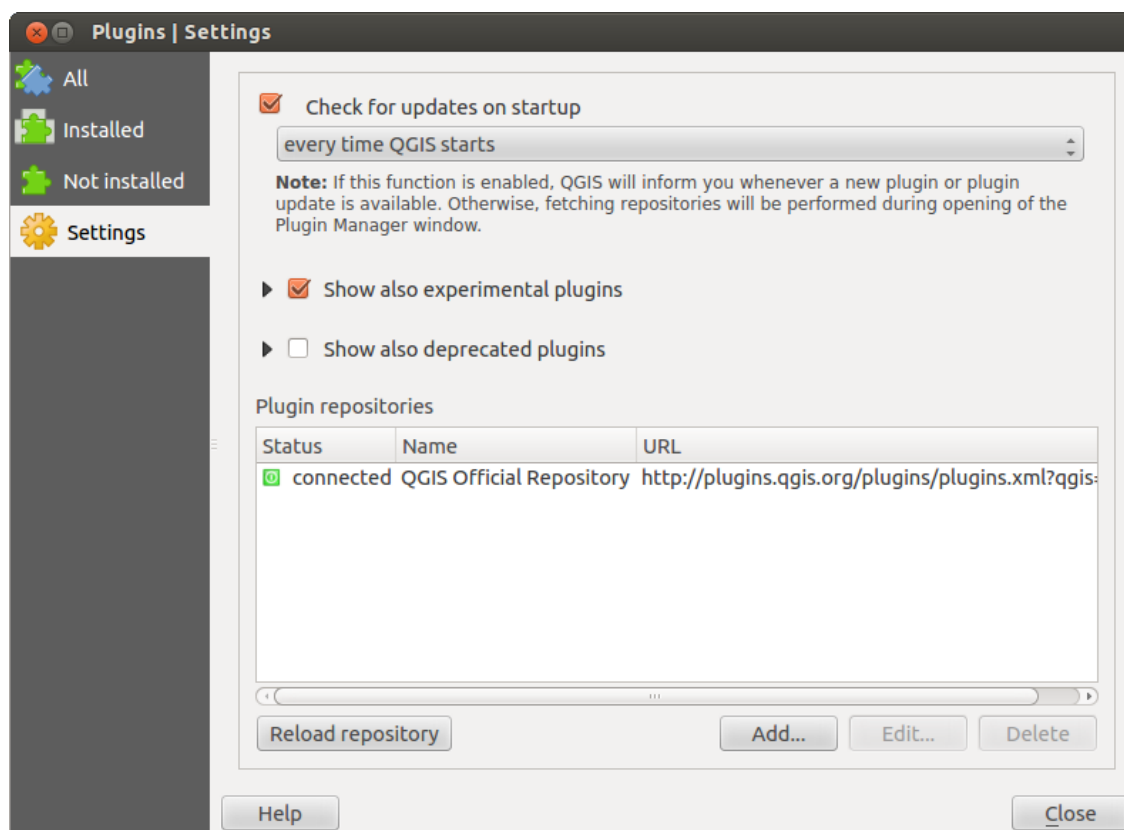 Plugins | Settings
All
Installed
Not installed
Settings
Check for updates on startup
every time QGIS starts
Note: If this function is enabled, QGIS will inform you whenever a new plugin or plugin
update is available. Otherwise, fetching repositories will be performed during opening of the
Plugin Manager window.
Show also experimental plugins
Show also deprecated plugins
Plugin repositories
Status Name URL
connected QGIS Official Repository http://plugins.qgis.org/plugins/plugins.xml?qgis=
Reload repository Add... Edit... Delete
Help Close